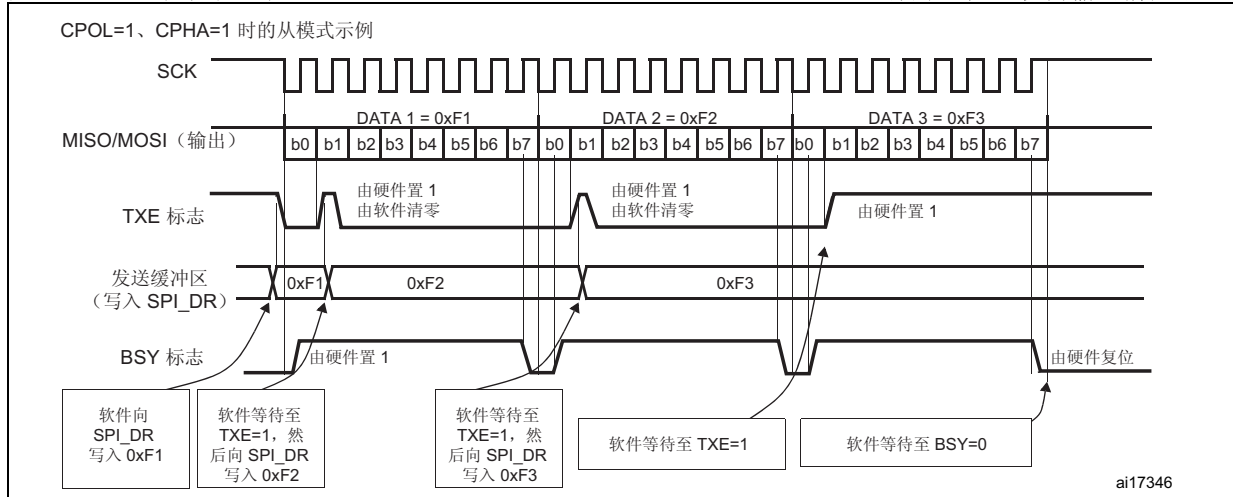 CPOL=1、CPHA=1 时的从模式示例
SCK
DATA 1 = 0xF1 DATA 2 = 0xF2 DATA 3 = 0xF3
MISO/MOSI（输出）
b0 b1 b2 b3 b4 b5 b6 b7 b0 b1 b2 b3 b4 b5 b6 b7 b0 b1 b2 b3 b4 b5 b6 b7
TXE 标志
由硬件置 1
由软件清零
由硬件置 1
由软件清零
由硬件置 1
发送缓冲区
（写入 SPI_DR）
0xF1 0xF2 0xF3
BSY 标志
由硬件置 1
由硬件复位
软件向
SPI_DR
写入 0xF1
软件等待至
TXE=1，然
后向 SPI_DR
写入 0xF2
软件等待至
TXE=1，然
后向 SPI_DR
写入 0xF3
软件等待至 TXE=1
软件等待至 BSY=0
ai17346